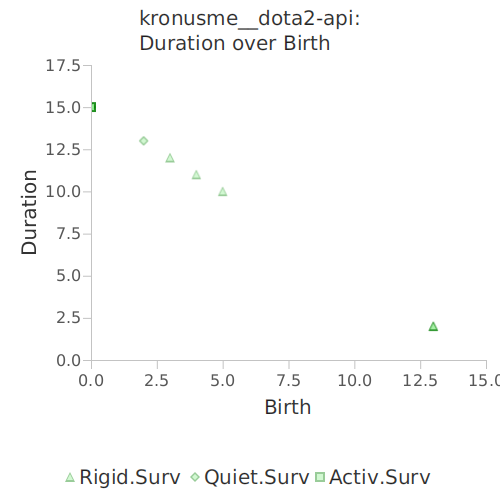 kronusme__dota2-api:
Duration over Birth
17.5
15.0
12.5
10.0
7.5
5.0
2.5
0.0
Duration
0.0 2.5 5.0 7.5 10.0 12.5 15.0
Birth
Rigid.Surv Quiet.Surv Activ.Surv